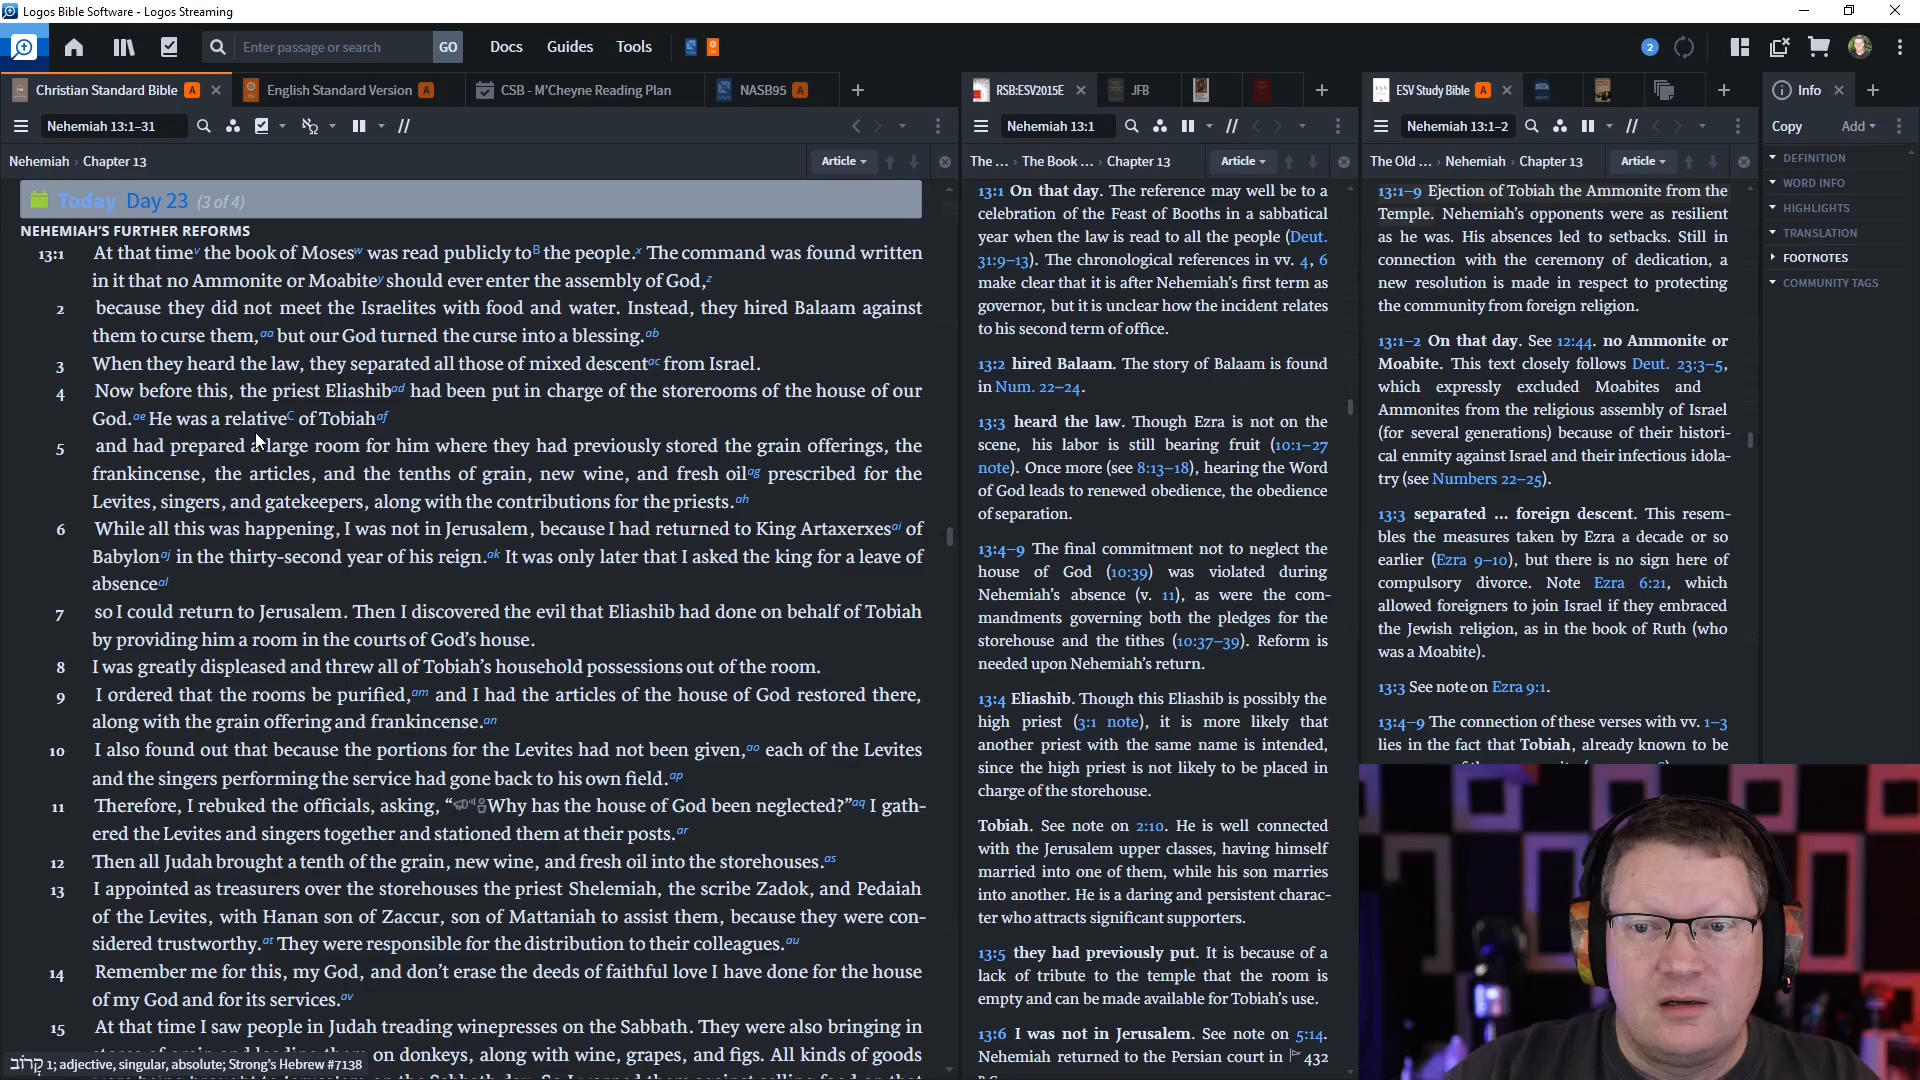 Logos Bible Software - Logos Streaming
Enter passage or search GO Docs Guides Tools 2
Christian Standard Bible A English Standard Version A CSB - M'Cheyne Reading Plan NASB95 A
Nehemiah 13:1–31
Nehemiah › Chapter 13 Article
Today Day 23 (3 of 4)
NEHEMIAH'S FURTHER REFORMS
13:1 At that timev the book of Mosesw was read publicly toB the people.x The command was found written
in it that no Ammonite or Moabitey should ever enter the assembly of God,z
2 because they did not meet the Israelites with food and water. Instead, they hired Balaam against
them to curse them,aa but our God turned the curse into a blessing.ab
3 When they heard the law, they separated all those of mixed descentac from Israel.
4 Now before this, the priest Eliashibad had been put in charge of the storerooms of the house of our
God.ae He was a relativeC of Tobiahaf
5 and had prepared a large room for him where they had previously stored the grain offerings, the
frankincense, the articles, and the tenths of grain, new wine, and fresh oilag prescribed for the
Levites, singers, and gatekeepers, along with the contributions for the priests.ah
6 While all this was happening, I was not in Jerusalem, because I had returned to King Artaxerxesai of
Babylonaj in the thirty-second year of his reign.ak It was only later that I asked the king for a leave of
absenceal
7 so I could return to Jerusalem. Then I discovered the evil that Eliashib had done on behalf of Tobiah
by providing him a room in the courts of God's house.
8 I was greatly displeased and threw all of Tobiah's household possessions out of the room.
9 I ordered that the rooms be purified,am and I had the articles of the house of God restored there,
along with the grain offering and frankincense.an
10 I also found out that because the portions for the Levites had not been given,ao each of the Levites
and the singers performing the service had gone back to his own field.ap
11 Therefore, I rebuked the officials, asking, “Why has the house of God been neglected?”aq I gath-
ered the Levites and singers together and stationed them at their posts.ar
12 Then all Judah brought a tenth of the grain, new wine, and fresh oil into the storehouses.as
13 I appointed as treasurers over the storehouses the priest Shelemiah, the scribe Zadok, and Pedaiah
of the Levites, with Hanan son of Zaccur, son of Mattaniah to assist them, because they were con-
sidered trustworthy.at They were responsible for the distribution to their colleagues.au
14 Remember me for this, my God, and don't erase the deeds of faithful love I have done for the house
of my God and for its services.av
15 At that time I saw people in Judah treading winepresses on the Sabbath. They were also bringing in
on donkeys, along with wine, grapes, and figs. All kinds of goods
קָרוֹב 1; adjective, singular, absolute; Strong's Hebrew #7138
RSB:ESV2015E JFB
Nehemiah 13:1
The ... › The Book ... › Chapter 13 Article
13:1 On that day. The reference may well be to a
celebration of the Feast of Booths in a sabbatical
year when the law is read to all the people (Deut.
31:9–13). The chronological references in vv. 4, 6
make clear that it is after Nehemiah's first term as
governor, but it is unclear how the incident relates
to his second term of office.
13:2 hired Balaam. The story of Balaam is found
in Num. 22–24.
13:3 heard the law. Though Ezra is not on the
scene, his labor is still bearing fruit (10:1–27
note). Once more (see 8:13–18), hearing the Word
of God leads to renewed obedience, the obedience
of separation.
13:4–9 The final commitment not to neglect the
house of God (10:39) was violated during
Nehemiah's absence (v. 11), as were the com-
mandments governing both the pledges for the
storehouse and the tithes (10:37–39). Reform is
needed upon Nehemiah's return.
13:4 Eliashib. Though this Eliashib is possibly the
high priest (3:1 note), it is more likely that
another priest with the same name is intended,
since the high priest is not likely to be placed in
charge of the storehouse.
Tobiah. See note on 2:10. He is well connected
with the Jerusalem upper classes, having himself
married into one of them, while his son marries
into another. He is a daring and persistent charac-
ter who attracts significant supporters.
13:5 they had previously put. It is because of a
lack of tribute to the temple that the room is
empty and can be made available for Tobiah's use.
13:6 I was not in Jerusalem. See note on 5:14.
Nehemiah returned to the Persian court in 432
ESV Study Bible A
Nehemiah 13:1–2
The Old ... › Nehemiah › Chapter 13 Article
13:1–9 Ejection of Tobiah the Ammonite from the
Temple. Nehemiah's opponents were as resilient
as he was. His absences led to setbacks. Still in
connection with the ceremony of dedication, a
new resolution is made in respect to protecting
the community from foreign religion.
13:1–2 On that day. See 12:44. no Ammonite or
Moabite. This text closely follows Deut. 23:3–5,
which expressly excluded Moabites and
Ammonites from the religious assembly of Israel
(for several generations) because of their histori-
cal enmity against Israel and their infectious idola-
try (see Numbers 22–25).
13:3 separated ... foreign descent. This resem-
bles the measures taken by Ezra a decade or so
earlier (Ezra 9–10), but there is no sign here of
compulsory divorce. Note Ezra 6:21, which
allowed foreigners to join Israel if they embraced
the Jewish religion, as in the book of Ruth (who
was a Moabite).
13:3 See note on Ezra 9:1.
13:4–9 The connection of these verses with vv. 1–3
lies in the fact that Tobiah, already known to be
Info
Copy Add
DEFINITION
WORD INFO
HIGHLIGHTS
TRANSLATION
FOOTNOTES
COMMUNITY TAGS